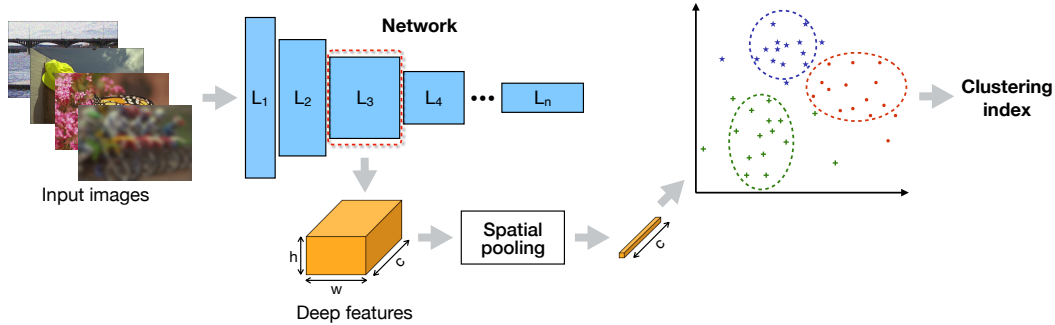 Network
L1
L2
L3
L4
Ln
Input images
h
w
c
Deep features
Spatial
pooling
c
Clustering
index